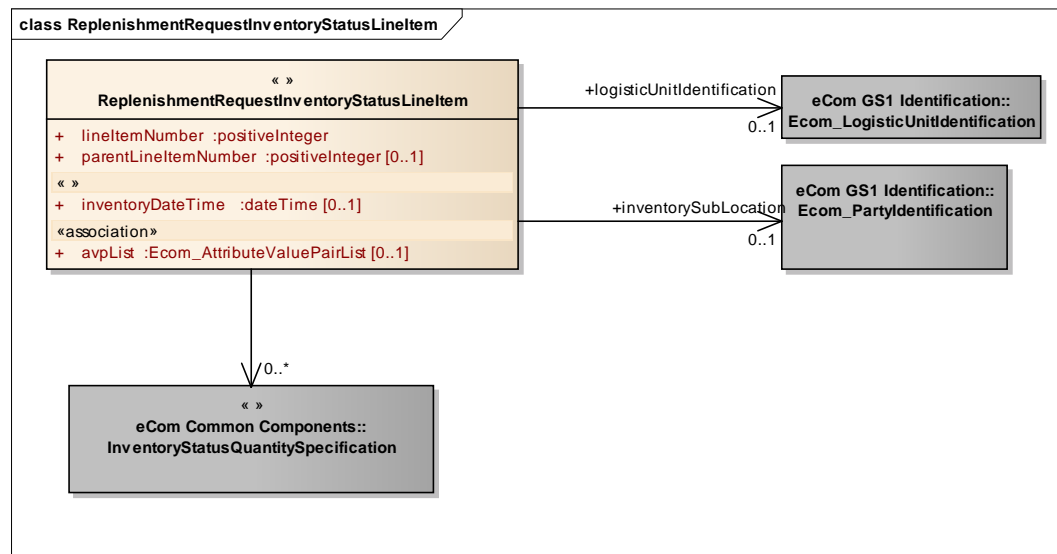 class ReplenishmentRequestInventoryStatusLineItem
« »
ReplenishmentRequestInventoryStatusLineItem
+ lineItemNumber :positiveInteger
+ parentLineItemNumber :positiveInteger [0..1]
« »
+ inventoryDateTime :dateTime [0..1]
«association»
+ avpList :Ecom_AttributeValuePairList [0..1]
+logisticUnitIdentification
0..1
eCom GS1 Identification::
Ecom_LogisticUnitIdentification
+inventorySubLocation
0..1
eCom GS1 Identification::
Ecom_PartyIdentification
0..*
« »
eCom Common Components::
InventoryStatusQuantitySpecification